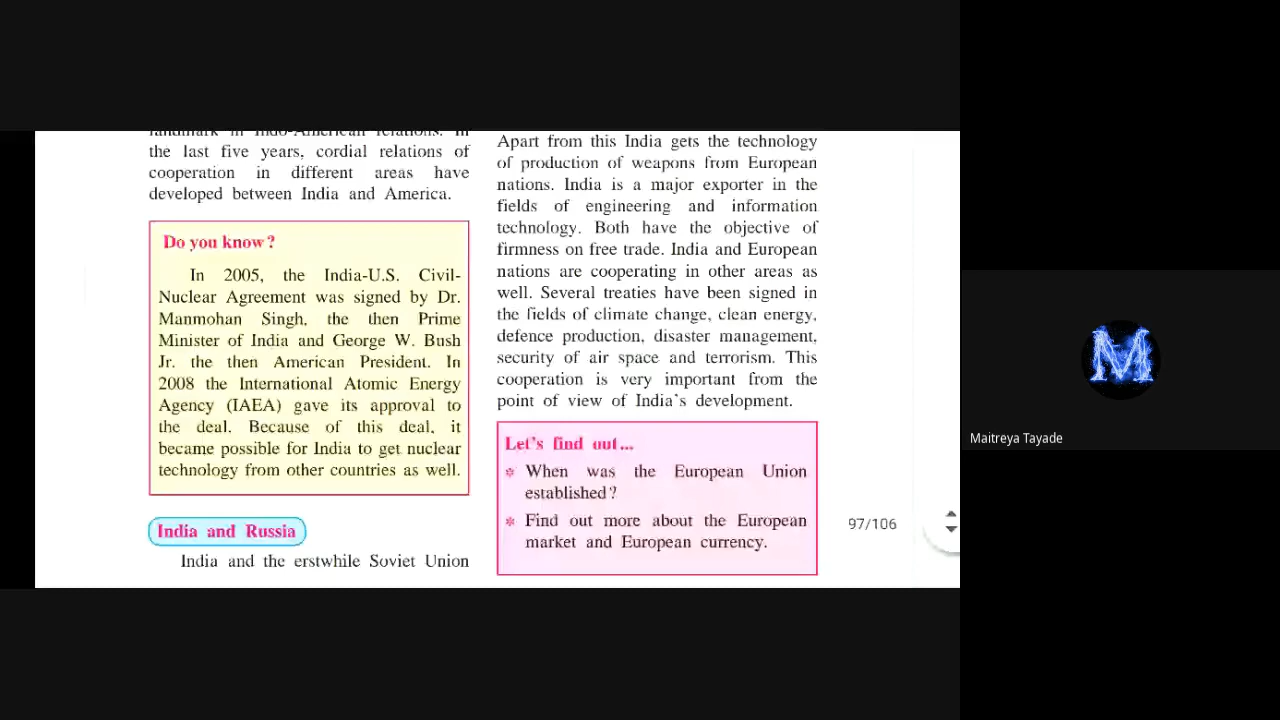 landmark in Indo-American relations. In
the last five years, cordial relations of
cooperation in different areas have
developed between India and America.
Do you know?
In 2005, the India-U.S. Civil-
Nuclear Agreement was signed by Dr.
Manmohan Singh, the then Prime
Minister of India and George W. Bush
Jr. the then American President. In
2008 the International Atomic Energy
Agency (IAEA) gave its approval to
the deal. Because of this deal, it
became possible for India to get nuclear
technology from other countries as well.
India and Russia
India and the erstwhile Soviet Union
Apart from this India gets the technology
of production of weapons from European
nations. India is a major exporter in the
fields of engineering and information
technology. Both have the objective of
firmness on free trade. India and European
nations are cooperating in other areas as
well. Several treaties have been signed in
the fields of climate change, clean energy,
defence production, disaster management,
security of air space and terrorism. This
cooperation is very important from the
point of view of India's development.
Let's find out...
* When was the European Union
established?
* Find out more about the European
market and European currency.
97/106
M
Maitreya Tayade